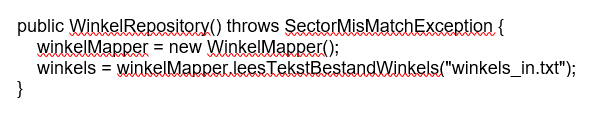 public WinkelRepository() throws SectorMisMatchException {
    winkelMapper = new WinkelMapper();
    winkels = winkelMapper.leesTekstBestandWinkels("winkels_in.txt");
}